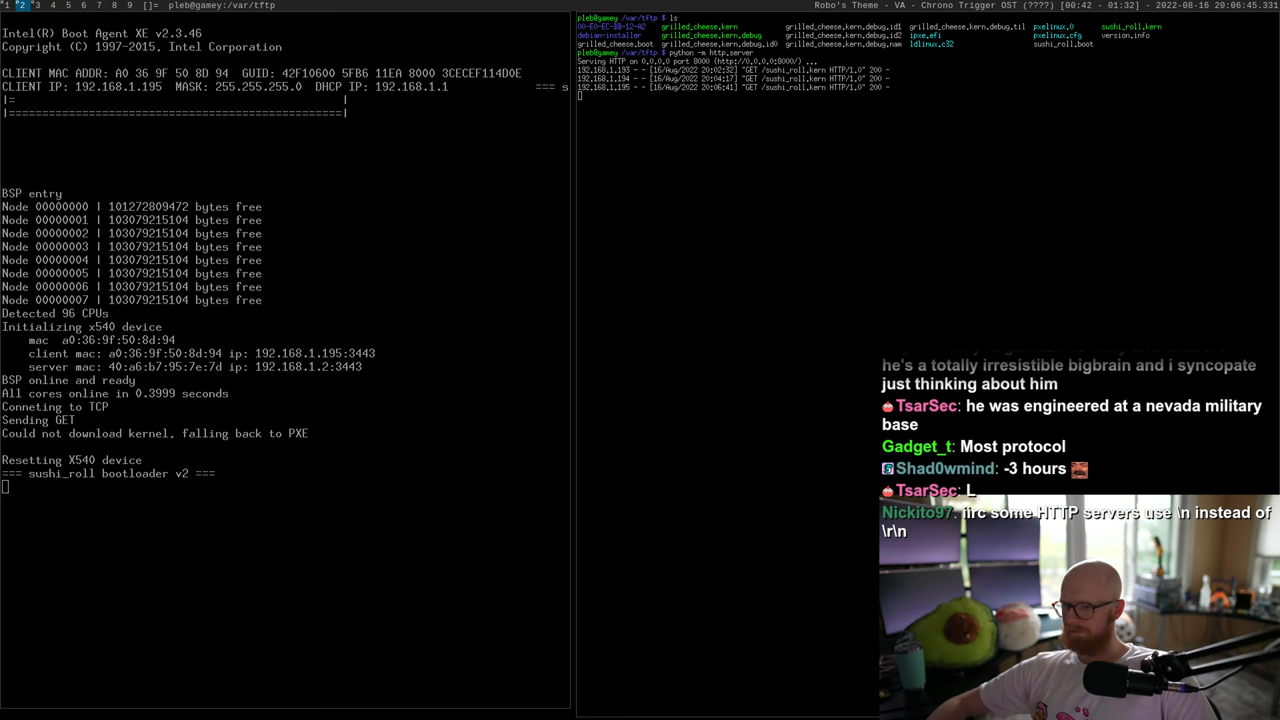 1 2 3 4 5 6 7 8 9 []= pleb@gamey:/var/tftp
Robo's Theme - VA - Chrono Trigger OST (????) [00:42 - 01:32] - 2022-08-16 20:06:45.331
Intel(R) Boot Agent XE v2.3.46
Copyright (C) 1997-2015, Intel Corporation
CLIENT MAC ADDR: A0 36 9F 50 8D 94  GUID: 42F10600 5FB6 11EA 8000 3CECEF114D0E
CLIENT IP: 192.168.1.195  MASK: 255.255.255.0  DHCP IP: 192.168.1.1 === s
|= |
|==================================================|
BSP entry
Node 00000000 | 101272809472 bytes free
Node 00000001 | 103079215104 bytes free
Node 00000002 | 103079215104 bytes free
Node 00000003 | 103079215104 bytes free
Node 00000004 | 103079215104 bytes free
Node 00000005 | 103079215104 bytes free
Node 00000006 | 103079215104 bytes free
Node 00000007 | 103079215104 bytes free
Detected 96 CPUs
Initializing x540 device
mac  a0:36:9f:50:8d:94
client mac: a0:36:9f:50:8d:94 ip: 192.168.1.195:3443
server mac: 40:a6:b7:95:7e:7d ip: 192.168.1.2:3443
BSP online and ready
All cores online in 0.3999 seconds
Conneting to TCP
Sending GET
Could not download kernel, falling back to PXE
Resetting X540 device
=== sushi_roll bootloader v2 ===
pleb@gamey /var/tftp $ ls
00-E0-EC-BB-12-A2 grilled_cheese.kern grilled_cheese.kern.debug.id1 grilled_cheese.kern.debug.til pxelinux.0 sushi_roll.kern
debian-installer grilled_cheese.kern.debug grilled_cheese.kern.debug.id2 ipxe.efi pxelinux.cfg version.info
grilled_cheese.boot grilled_cheese.kern.debug.id0 grilled_cheese.kern.debug.nam ldlinux.c32 sushi_roll.boot
pleb@gamey /var/tftp $ python -m http.server
Serving HTTP on 0.0.0.0 port 8000 (http://0.0.0.0:8000/) ...
192.168.1.193 - - [16/Aug/2022 20:02:32] "GET /sushi_roll.kern HTTP/1.0" 200 -
192.168.1.194 - - [16/Aug/2022 20:04:17] "GET /sushi_roll.kern HTTP/1.0" 200 -
192.168.1.195 - - [16/Aug/2022 20:06:41] "GET /sushi_roll.kern HTTP/1.0" 200 -
he's a totally irresistible bigbrain and i syncopate
just thinking about him
TsarSec: he was engineered at a nevada military
base
Gadget_t: Most protocol
Shad0wmind: -3 hours
TsarSec: L
Nickito97: iirc some HTTP servers use \n instead of
\r\n